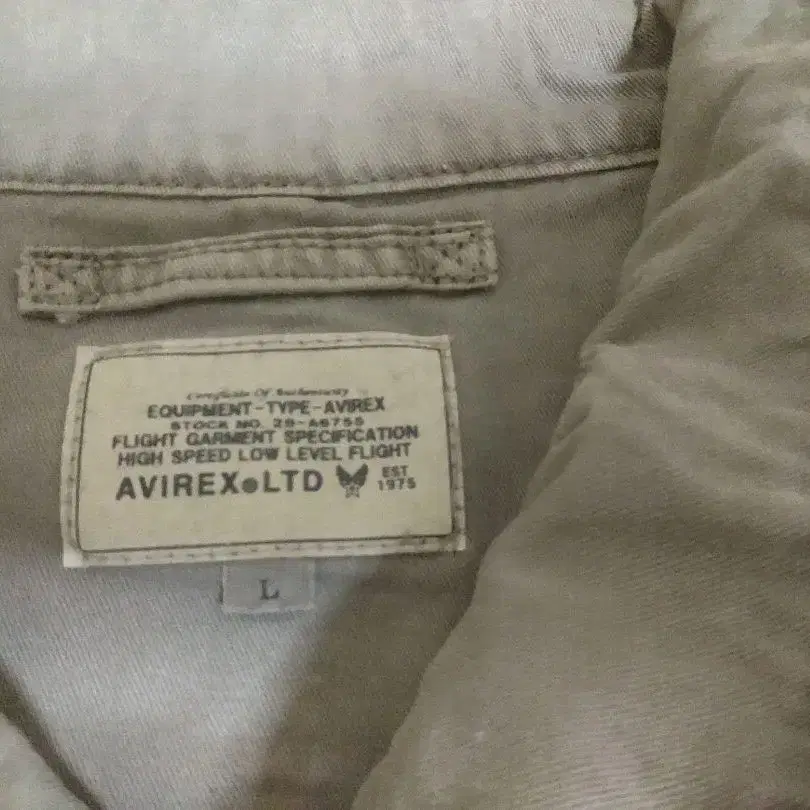 Certificate Of Authenticity
EQUIPMENT-TYPE-AVIREX
STOCK NO. 29-A6755
FLIGHT GARMENT SPECIFICATION
HIGH SPEED LOW LEVEL FLIGHT
AVIREX●LTD EST 1975
L